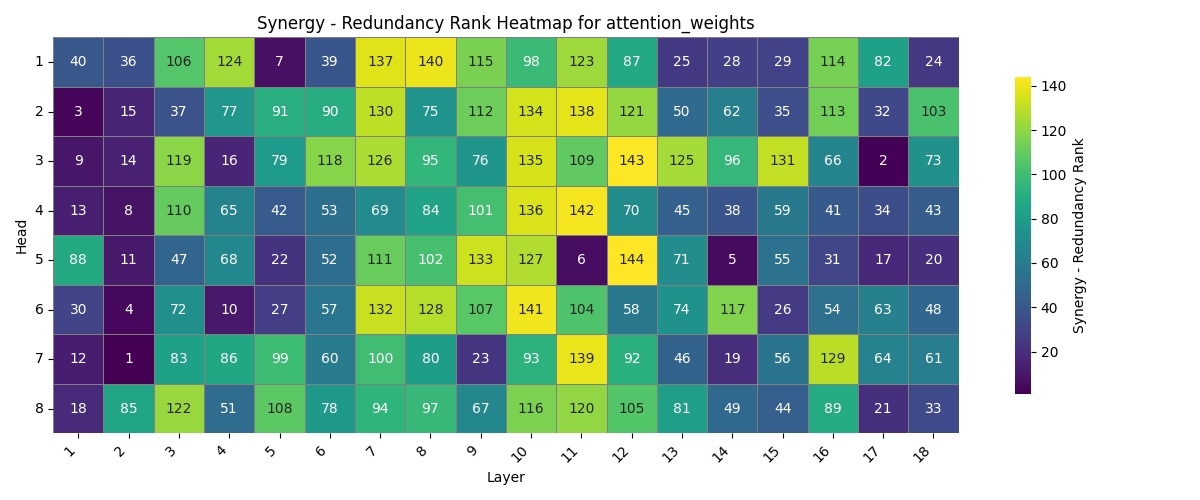 Synergy - Redundancy Rank Heatmap for attention_weights
Head
1 40 36 106 124 7 39 137 140 115 98 123 87 25 28 29 114 82 24
2 3 15 37 77 91 90 130 75 112 134 138 121 50 62 35 113 32 103
3 9 14 119 16 79 118 126 95 76 135 109 143 125 96 131 66 2 73
4 13 8 110 65 42 53 69 84 101 136 142 70 45 38 59 41 34 43
5 88 11 47 68 22 52 111 102 133 127 6 144 71 5 55 31 17 20
6 30 4 72 10 27 57 132 128 107 141 104 58 74 117 26 54 63 48
7 12 1 83 86 99 60 100 80 23 93 139 92 46 19 56 129 64 61
8 18 85 122 51 108 78 94 97 67 116 120 105 81 49 44 89 21 33
1 2 3 4 5 6 7 8 9 10 11 12 13 14 15 16 17 18
Layer
140
120
100
80
60
40
20
Synergy - Redundancy Rank